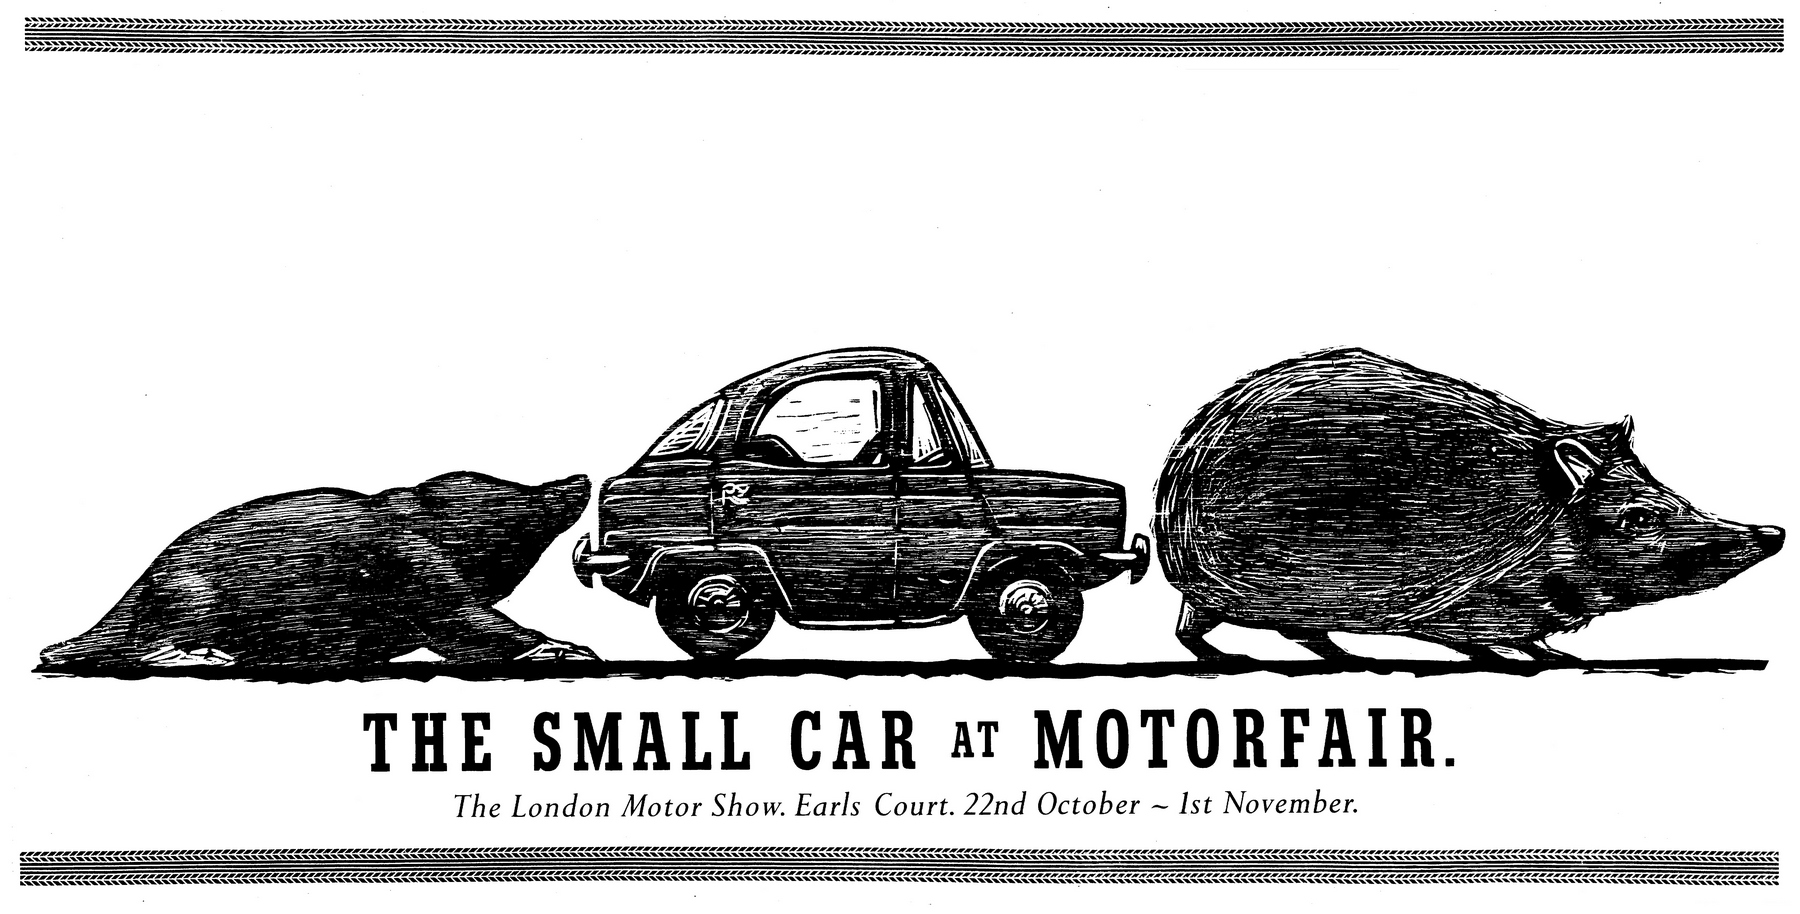 THE SMALL CAR AT MOTORFAIR.
The London Motor Show. Earls Court. 22nd October ~ 1st November.